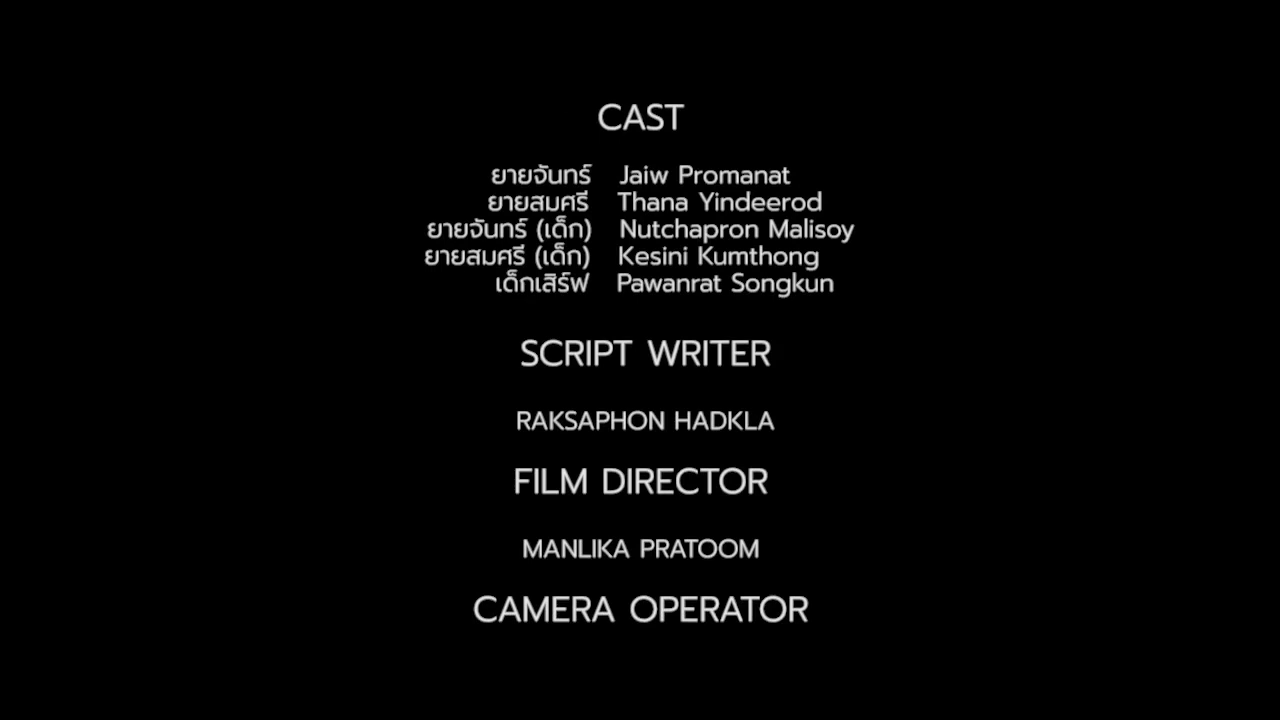 CAST
ยายจันทร์ Jaiw Promanat
ยายสมศรี Thana Yindeerod
ยายจันทร์ (เด็ก) Nutchapron Malisoy
ยายสมศรี (เด็ก) Kesini Kumthong
เด็กเสิร์ฟ Pawanrat Songkun
SCRIPT WRITER
RAKSAPHON HADKLA
FILM DIRECTOR
MANLIKA PRATOOM
CAMERA OPERATOR